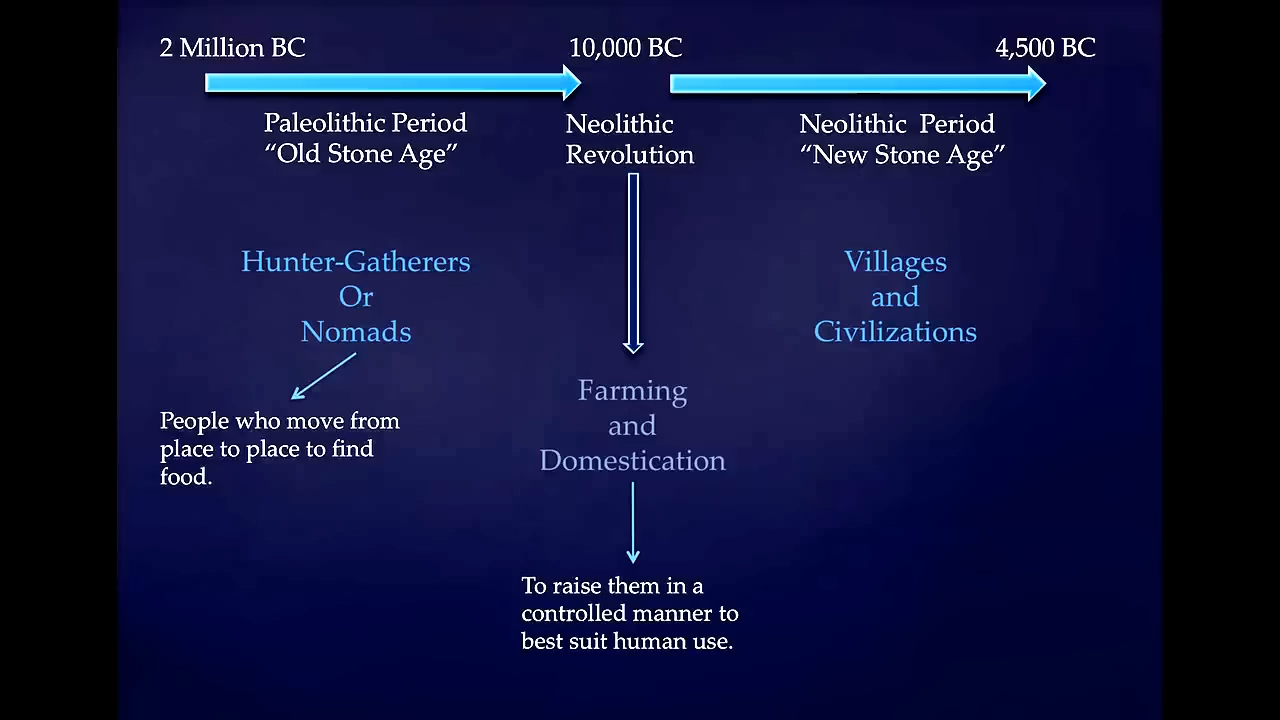 2 Million BC
10,000 BC
4,500 BC
Paleolithic Period
“Old Stone Age”
Neolithic
Revolution
Neolithic  Period
“New Stone Age”
Hunter-Gatherers
Or
Nomads
People who move from
place to place to find
food.
Farming
and
Domestication
To raise them in a
controlled manner to
best suit human use.
Villages
and
Civilizations